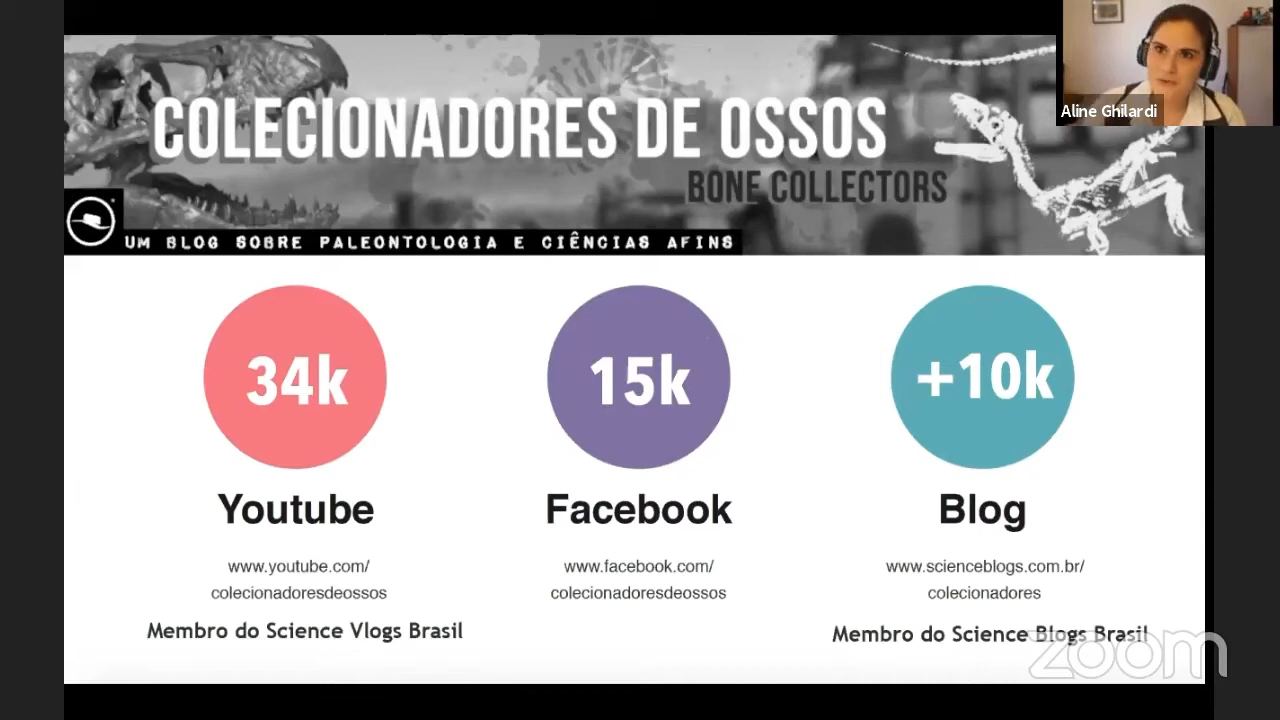 Aline Ghilardi
COLECIONADORES DE OSSOS
BONE COLLECTORS
UM BLOG SOBRE PALEONTOLOGIA E CIÊNCIAS AFINS
34k
15k
+10k
Youtube
Facebook
Blog
www.youtube.com/
colecionadoresdeossos
www.facebook.com/
colecionadoresdeossos
www.scienceblogs.com.br/
colecionadores
Membro do Science Vlogs Brasil
Membro do Science Blogs Brasil
zoom